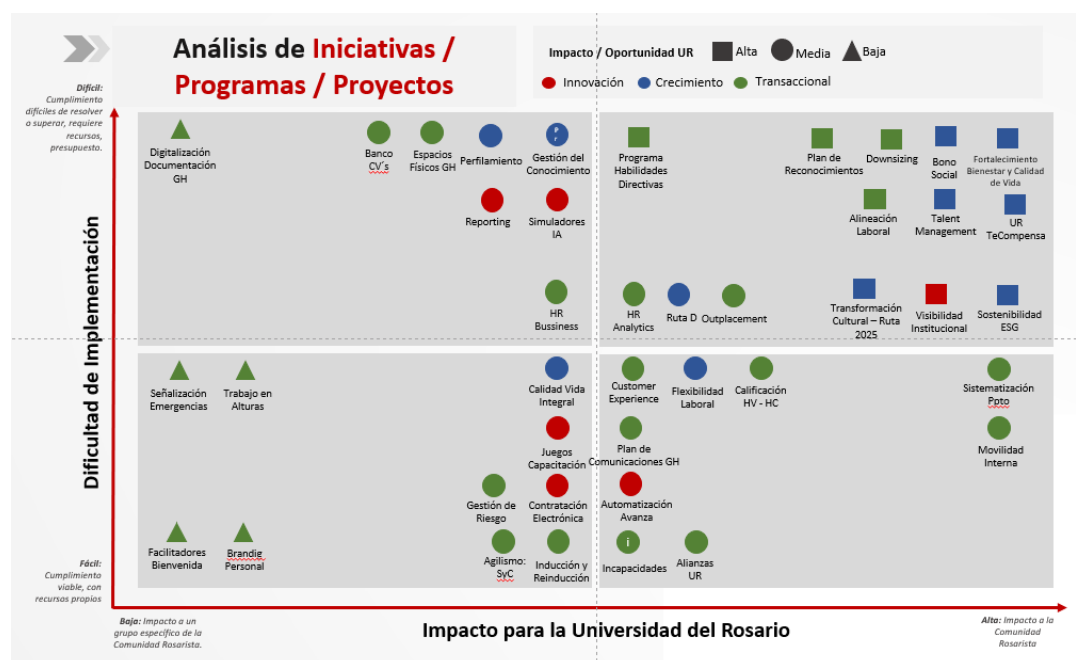 Análisis de Iniciativas /
Programas / Proyectos
Impacto / Oportunidad UR
Alta
Media
Baja
Innovación
Crecimiento
Transaccional
Difícil:
Cumplimiento
difíciles de resolver
o superar, requiere
recursos,
presupuesto.
Dificultad de Implementación
Fácil:
Cumplimiento
viable, con
recursos propios
Digitalización
Documentación
GH
Banco
CV´s
Espacios
Físicos GH
Perfilamiento
P
r
Gestión del
Conocimiento
Reporting
Simuladores
IA
HR
Bussiness
Programa
Habilidades
Directivas
Plan de
Reconocimientos
Downsizing
Bono
Social
Fortalecimiento
Bienestar y Calidad
de Vida
Alineación
Laboral
Talent
Management
UR
TeCompensa
HR
Analytics
Ruta D
Outplacement
Transformación
Cultural – Ruta
2025
Visibilidad
Institucional
Sostenibilidad
ESG
Señalización
Emergencias
Trabajo en
Alturas
Calidad Vida
Integral
Juegos
Capacitación
Gestión de
Riesgo
Contratación
Electrónica
Facilitadores
Bienvenida
Brandig
Personal
Agilismo:
SyC
Inducción y
Reinducción
Customer
Experience
Flexibilidad
Laboral
Calificación
HV - HC
Sistematización
Ppto
Plan de
Comunicaciones GH
Movilidad
Interna
Automatización
Avanza
i
Incapacidades
Alianzas
UR
Baja: Impacto a un
grupo específico de la
Comunidad Rosarista.
Impacto para la Universidad del Rosario
Alta: Impacto a la
Comunidad
Rosarista